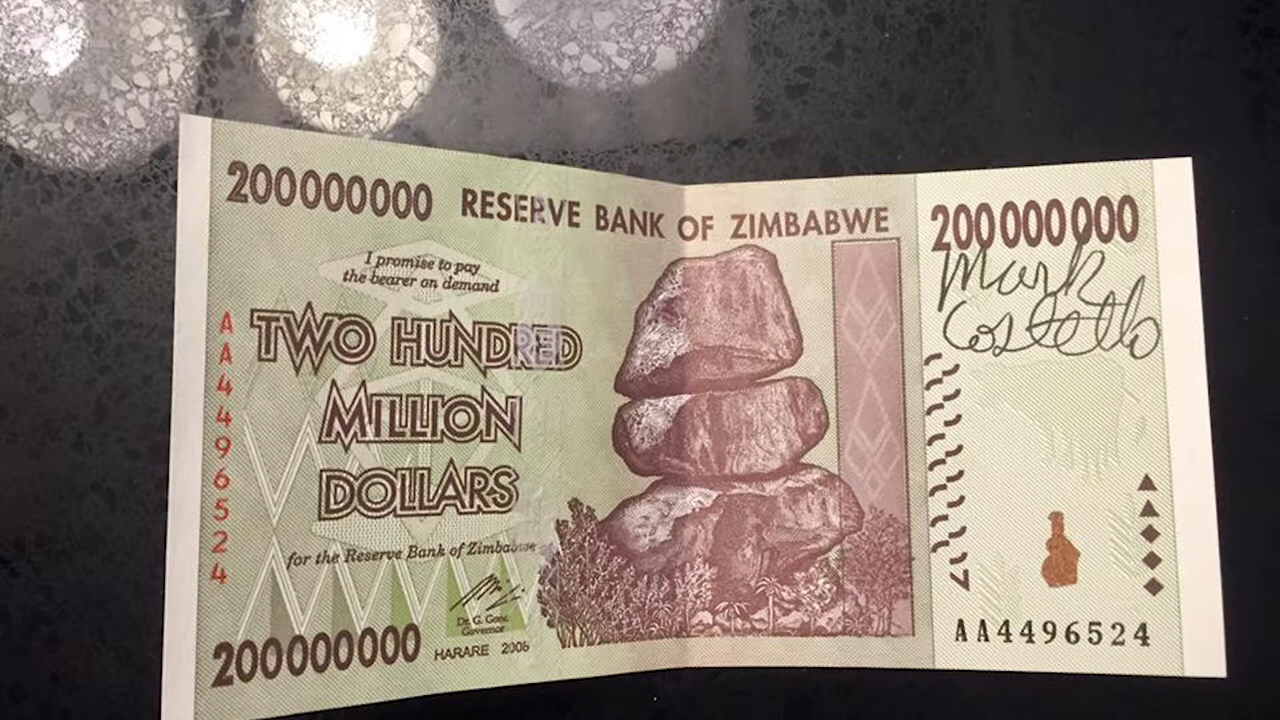 200000000 RESERVE BANK OF ZIMBABWE 200000000
I promise to pay
the bearer on demand
Mark
Costello
TWO HUNDRED
MILLION
DOLLARS
AA4496524
for the Reserve Bank of Zimbabwe
Dr. G. Gono
Governor
200000000 HARARE 2006
AA4496524